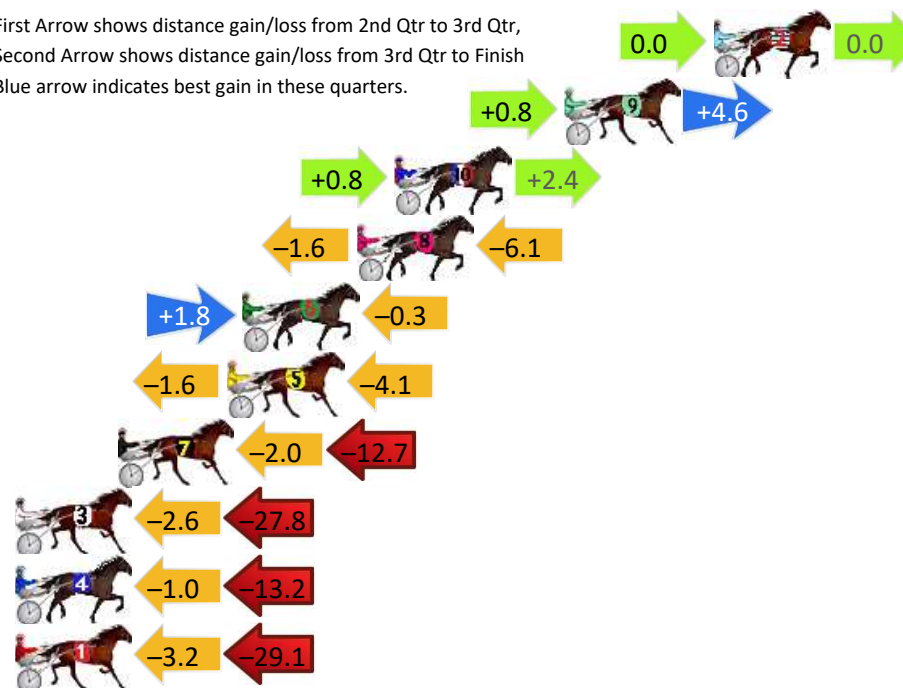 First Arrow shows distance gain/loss from 2nd Qtr to 3rd Qtr,
Second Arrow shows distance gain/loss from 3rd Qtr to Finish
Blue arrow indicates best gain in these quarters.
0.0 2 0.0
+0.8 9 +4.6
+0.8 10 +2.4
–1.6 8 –6.1
+1.8 6 –0.3
–1.6 5 –4.1
7 –2.0 –12.7
3 –2.6 –27.8
4 –1.0 –13.2
1 –3.2 –29.1